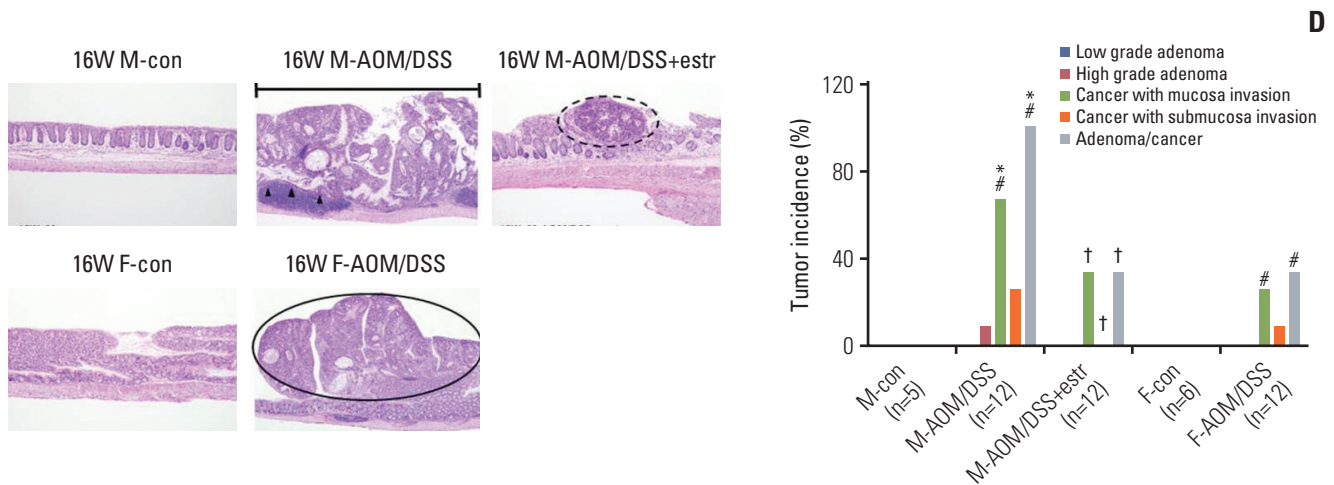 D
16W M-con
16W M-AOM/DSS
16W M-AOM/DSS+estr
16W F-con
16W F-AOM/DSS
Low grade adenoma
High grade adenoma
Cancer with mucosa invasion
Cancer with submucosa invasion
Adenoma/cancer
Tumor incidence (%)
120
80
40
0
*
#
*
#
†
†
†
#
#
M-con
(n=5)
M-AOM/DSS
(n=12)
M-AOM/DSS+estr
(n=12)
F-con
(n=6)
F-AOM/DSS
(n=12)